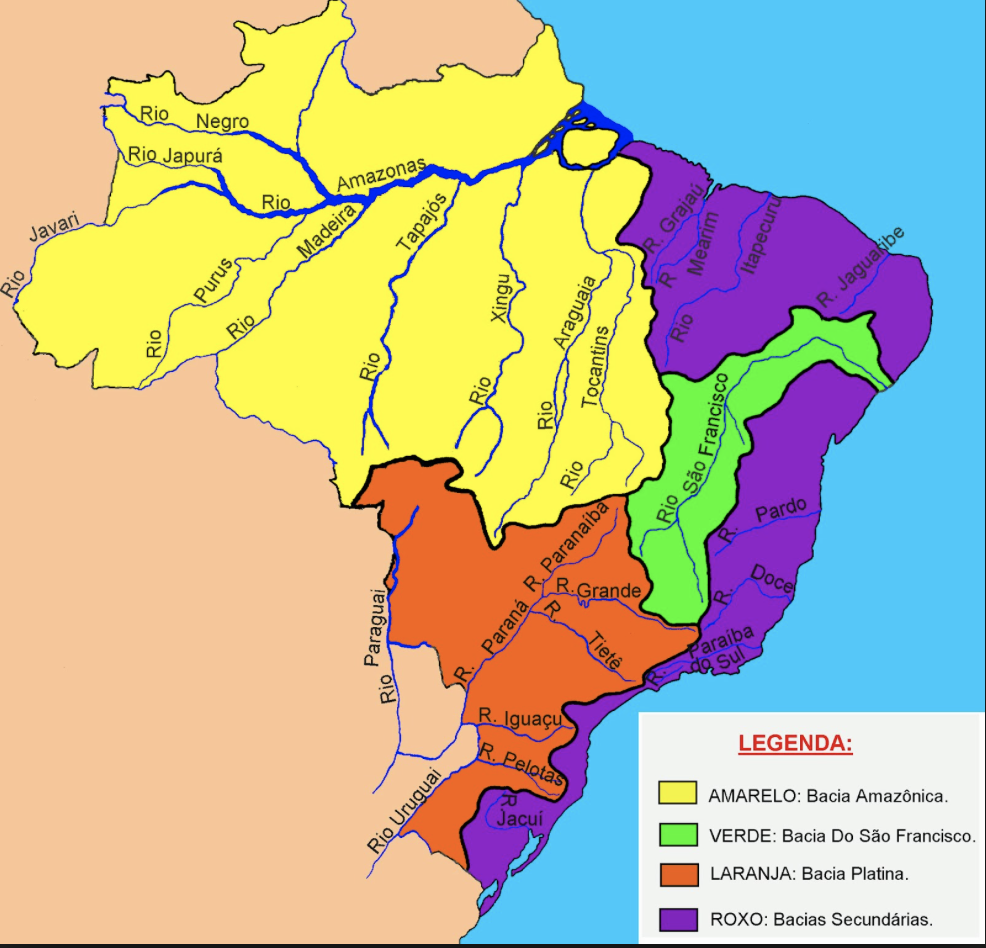 Rio Negro
Rio Japurá
Rio Amazonas
Rio Javari
Rio Purus
Rio Madeira
Rio Tapajós
Rio Xingu
Rio Araguaia
Rio Tocantins
R. Grajaú
R Mearim
Rio Itapecuru
R. Jaguaribe
Rio São Francisco
R. Pardo
R. Doce
R. Paraíba
do Sul
R. Paranaíba
R. Grande
R. Paraná
R. Tietê
Rio Paraguai
R. Iguaçu
R. Pelotas
Rio Uruguai
R
Jacuí
LEGENDA:
AMARELO: Bacia Amazônica.
VERDE: Bacia Do São Francisco.
LARANJA: Bacia Platina.
ROXO: Bacias Secundárias.